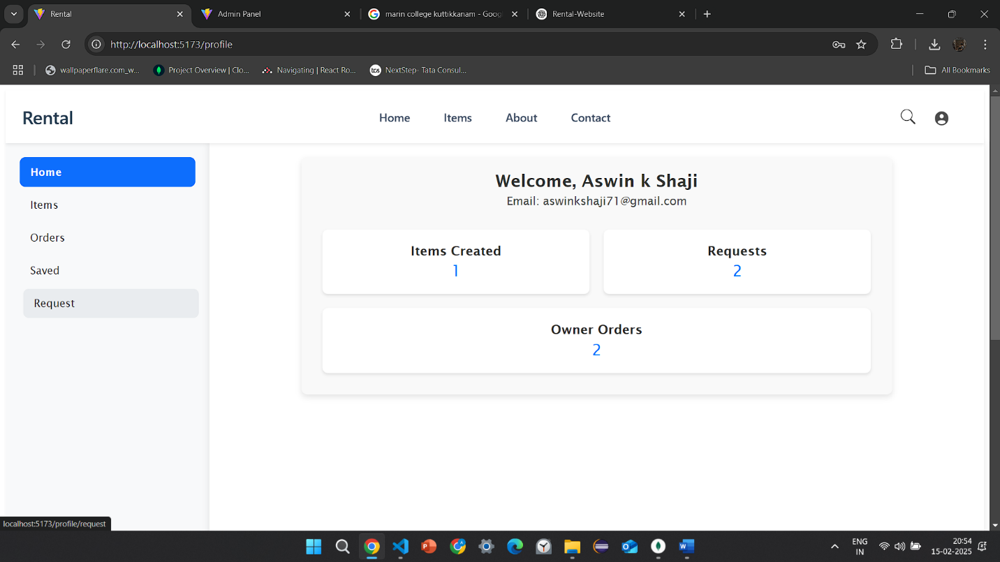 Rental
Admin Panel
marin college kuttikkanam - Goog
Rental-Website
http://localhost:5173/profile
wallpaperflare.com_w...
Project Overview | Clo...
Navigating | React Ro...
tcs
NextStep- Tata Consul...
All Bookmarks
Rental
Home
Items
About
Contact
Home
Items
Orders
Saved
Request
Welcome, Aswin k Shaji
Email: aswinkshaji71@gmail.com
Items Created
1
Requests
2
Owner Orders
2
localhost:5173/profile/request
ENG
IN
20:54
15-02-2025